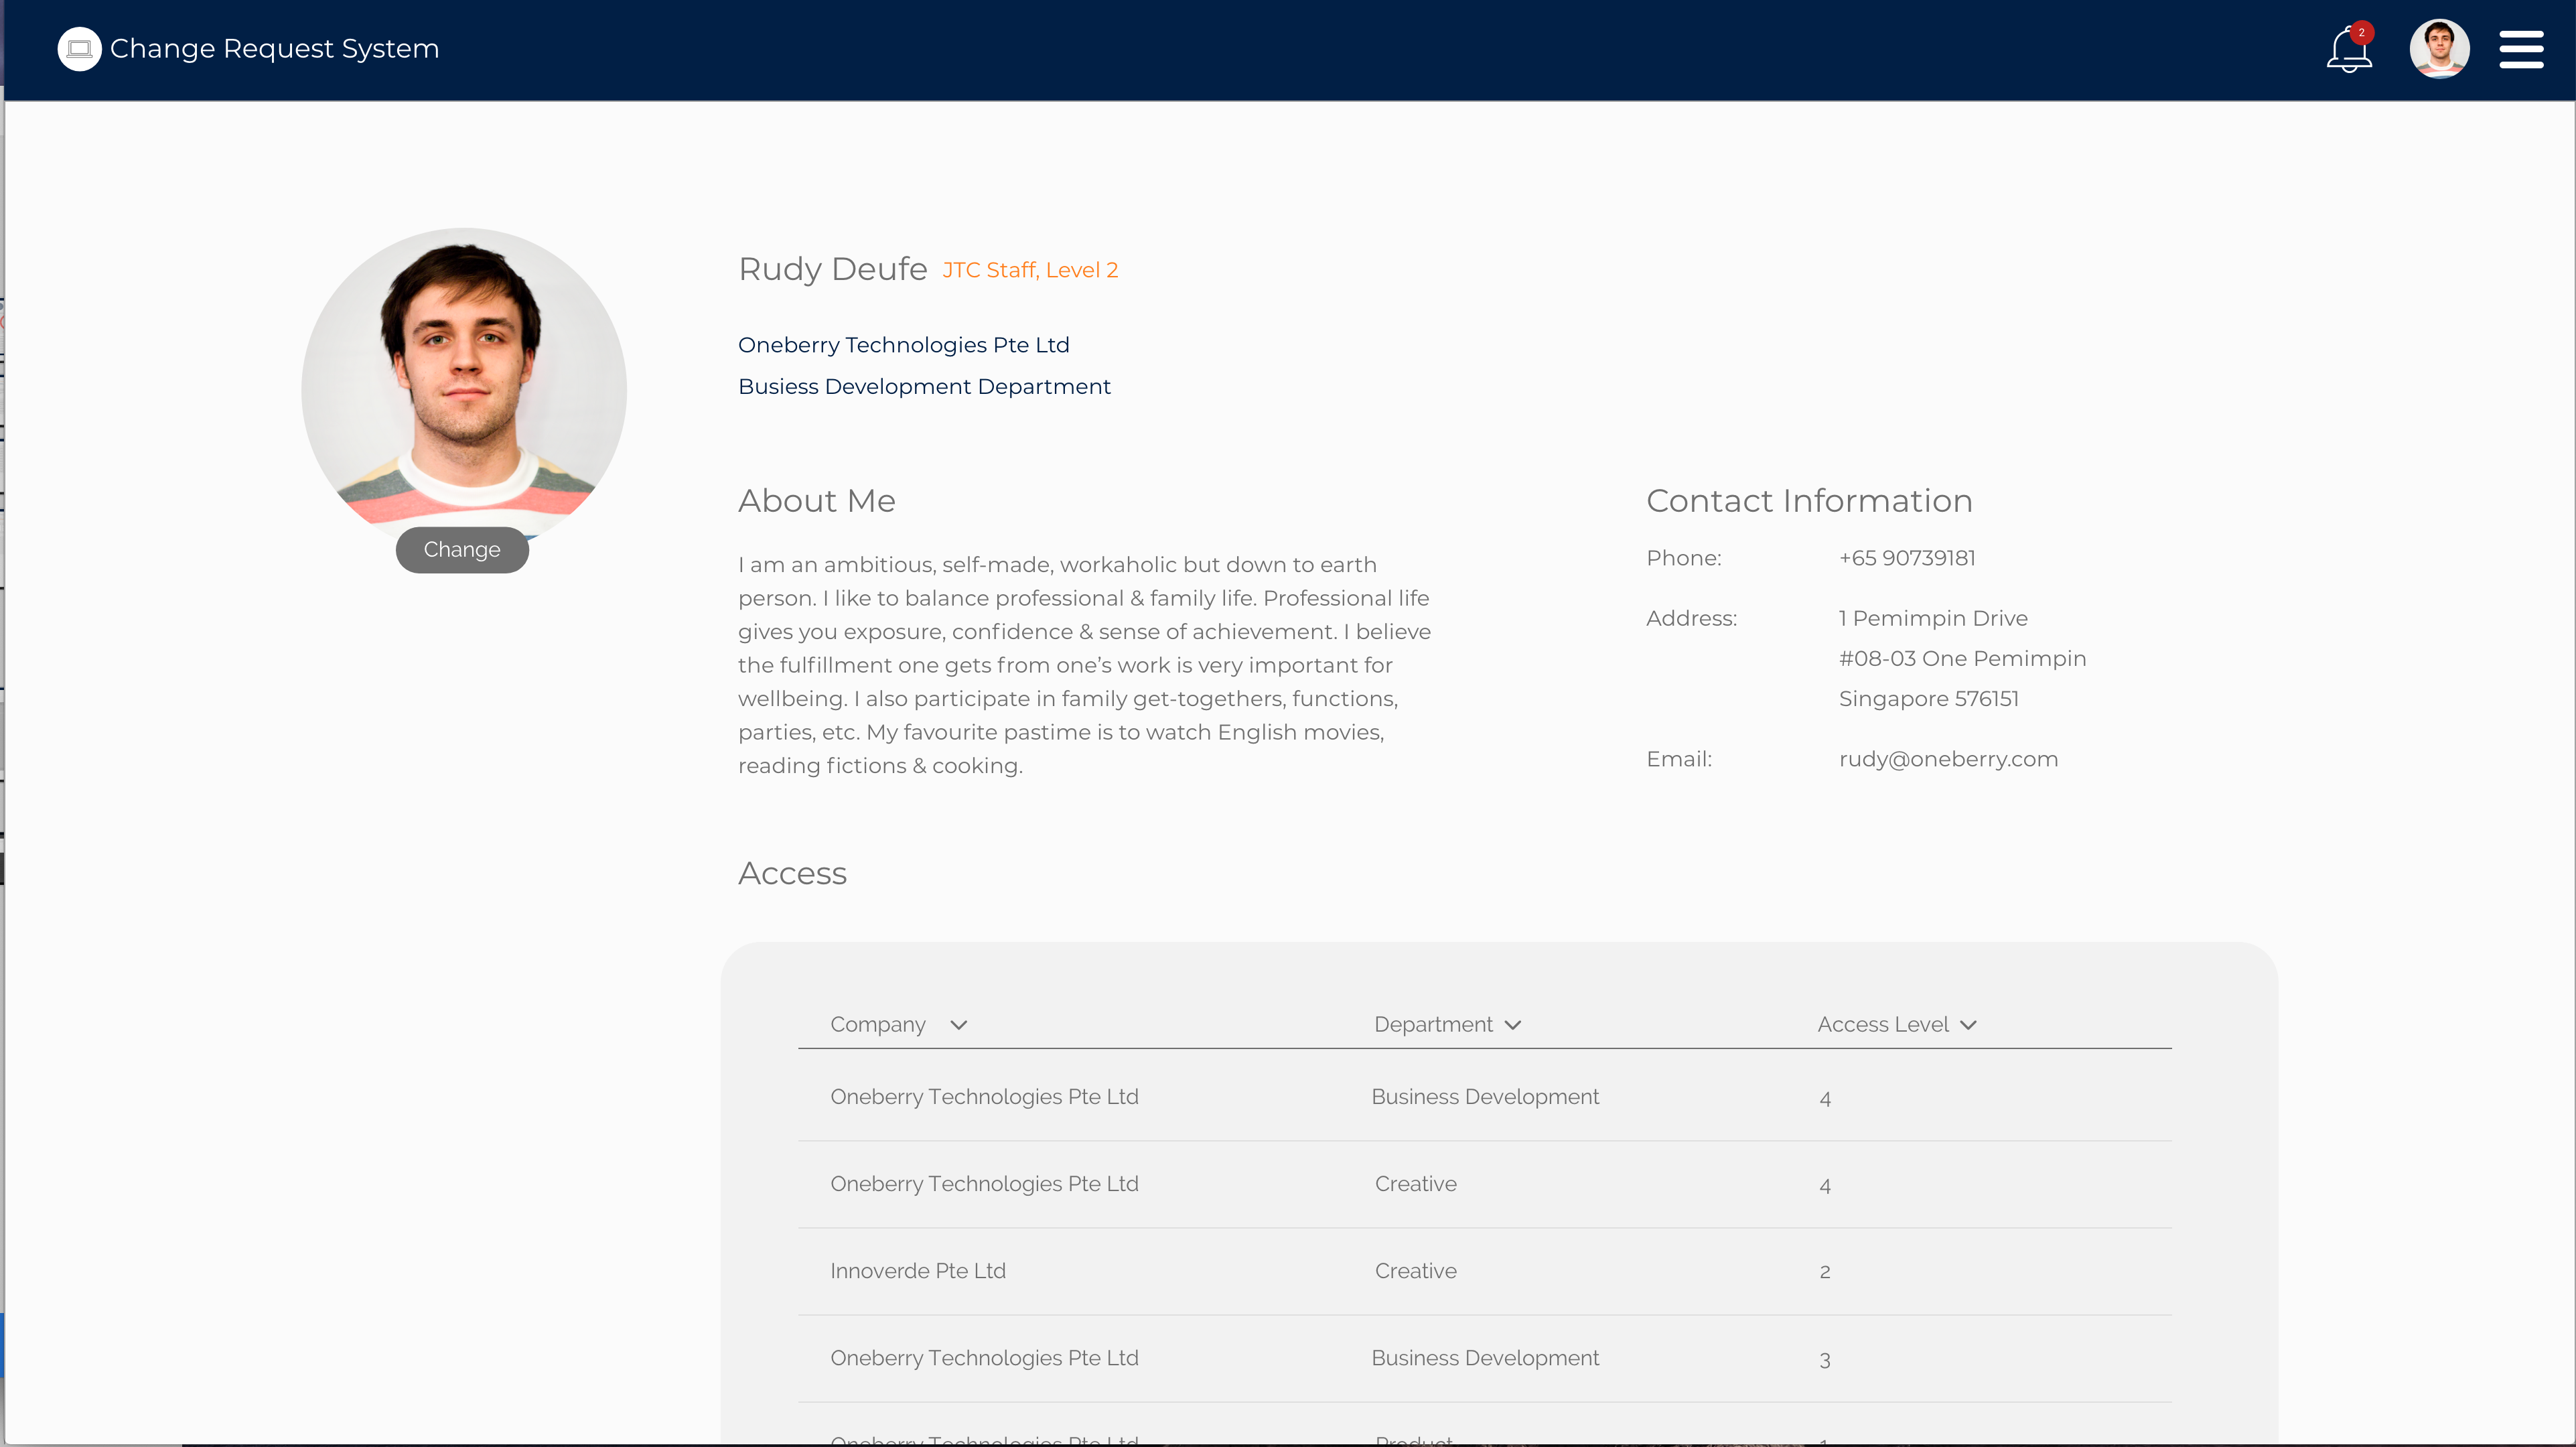 Change Request System
2
Rudy Deufe JTC Staff, Level 2
Oneberry Technologies Pte Ltd
Busiess Development Department
Change
About Me
I am an ambitious, self-made, workaholic but down to earth
person. I like to balance professional & family life. Professional life
gives you exposure, confidence & sense of achievement. I believe
the fulfillment one gets from one’s work is very important for
wellbeing. I also participate in family get-togethers, functions,
parties, etc. My favourite pastime is to watch English movies,
reading fictions & cooking.
Contact Information
Phone: +65 90739181
Address: 1 Pemimpin Drive
#08-03 One Pemimpin
Singapore 576151
Email: rudy@oneberry.com
Access
Company Department Access Level
Oneberry Technologies Pte Ltd Business Development 4
Oneberry Technologies Pte Ltd Creative 4
Innoverde Pte Ltd Creative 2
Oneberry Technologies Pte Ltd Business Development 3
Oneberry Technologies Pte Ltd Product 1